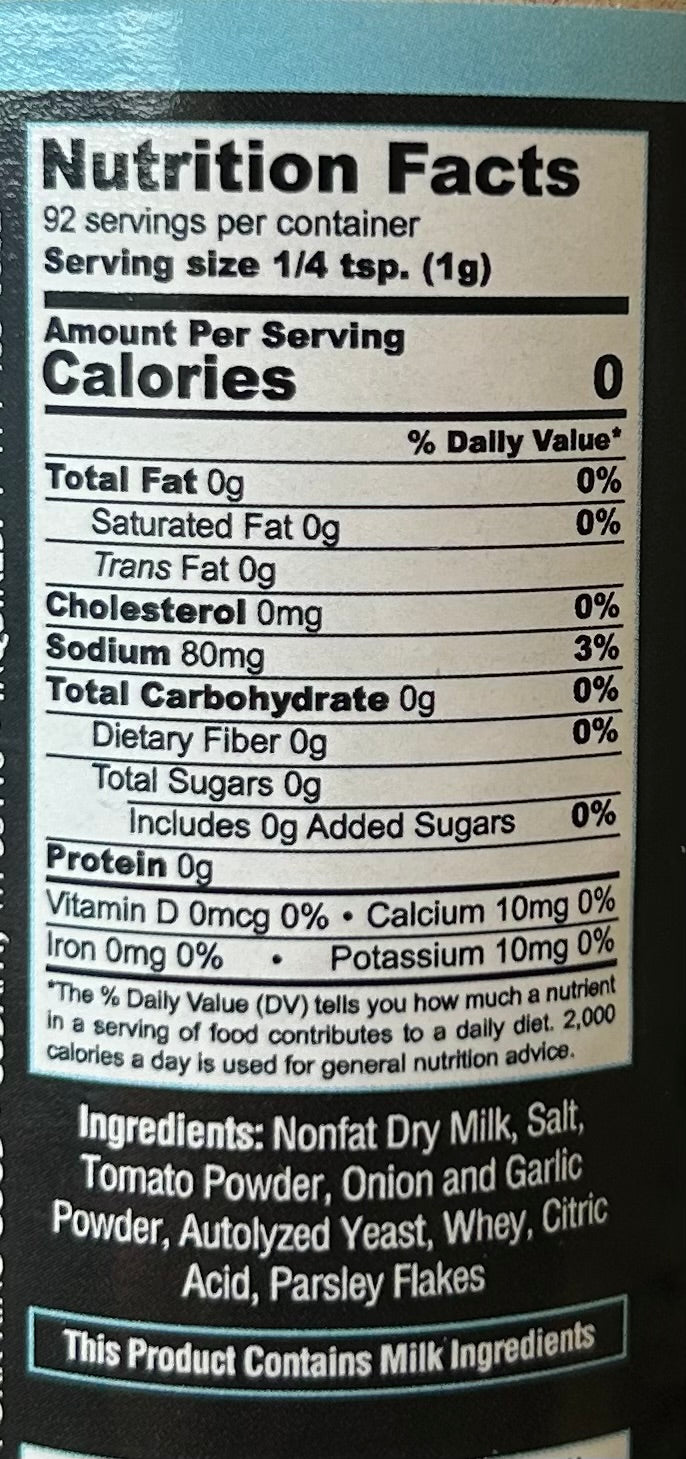 Nutrition Facts
92 servings per container
Serving size 1/4 tsp. (1g)
Amount Per Serving
Calories 0
% Daily Value*
Total Fat 0g 0%
Saturated Fat 0g 0%
Trans Fat 0g
Cholesterol 0mg 0%
Sodium 80mg 3%
Total Carbohydrate 0g 0%
Dietary Fiber 0g 0%
Total Sugars 0g
Includes 0g Added Sugars 0%
Protein 0g
Vitamin D 0mcg 0% • Calcium 10mg 0%
Iron 0mg 0% • Potassium 10mg 0%
*The % Daily Value (DV) tells you how much a nutrient
in a serving of food contributes to a daily diet. 2,000
calories a day is used for general nutrition advice.
Ingredients: Nonfat Dry Milk, Salt,
Tomato Powder, Onion and Garlic
Powder, Autolyzed Yeast, Whey, Citric
Acid, Parsley Flakes
This Product Contains Milk Ingredients